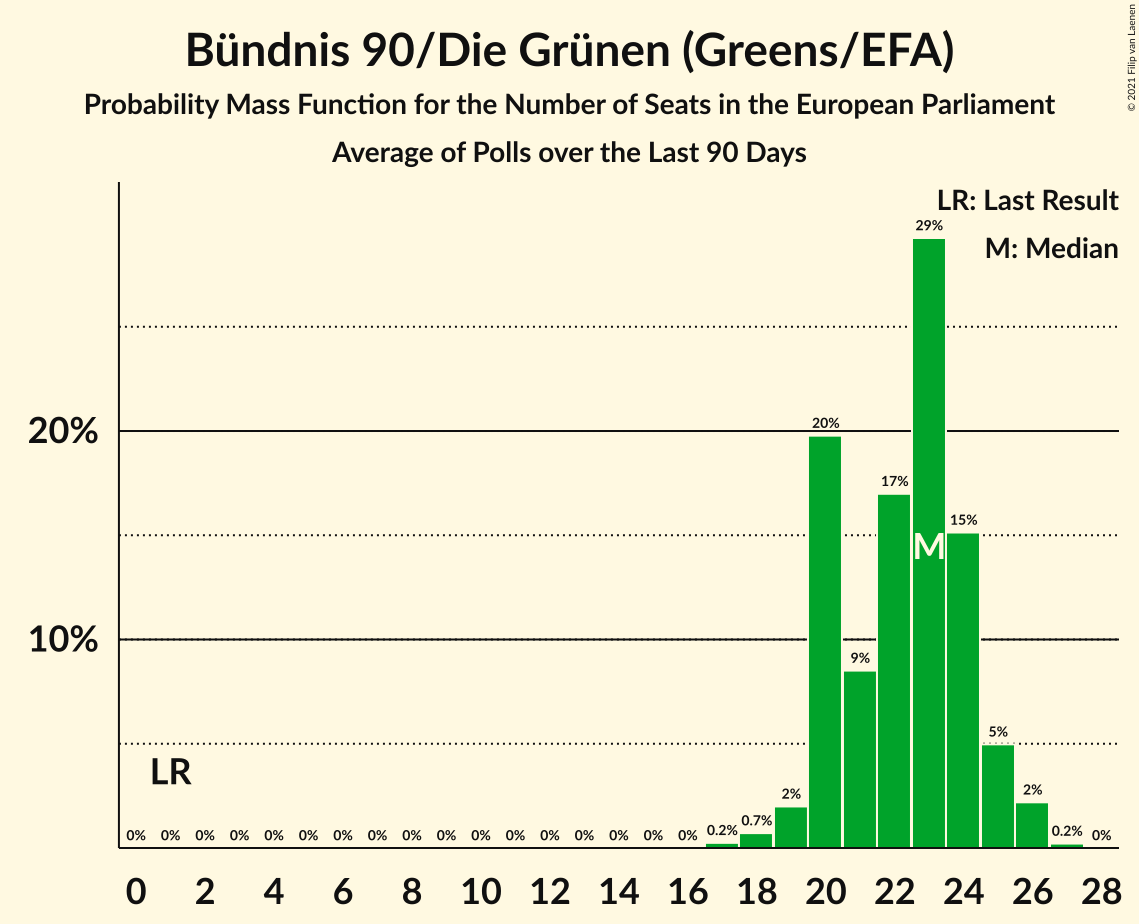 Bündnis 90/Die Grünen (Greens/EFA)
Probability Mass Function for the Number of Seats in the European Parliament
Average of Polls over the Last 90 Days
© 2021 Filip van Laenen
LR: Last Result
M: Median
29%
20%
20%
17%
15%
M
10%
9%
5%
LR
2%
2%
0% 0% 0% 0% 0% 0% 0% 0% 0% 0% 0% 0% 0% 0% 0% 0% 0% 0.2% 0.7% 0.2% 0%
0 2 4 6 8 10 12 14 16 18 20 22 24 26 28